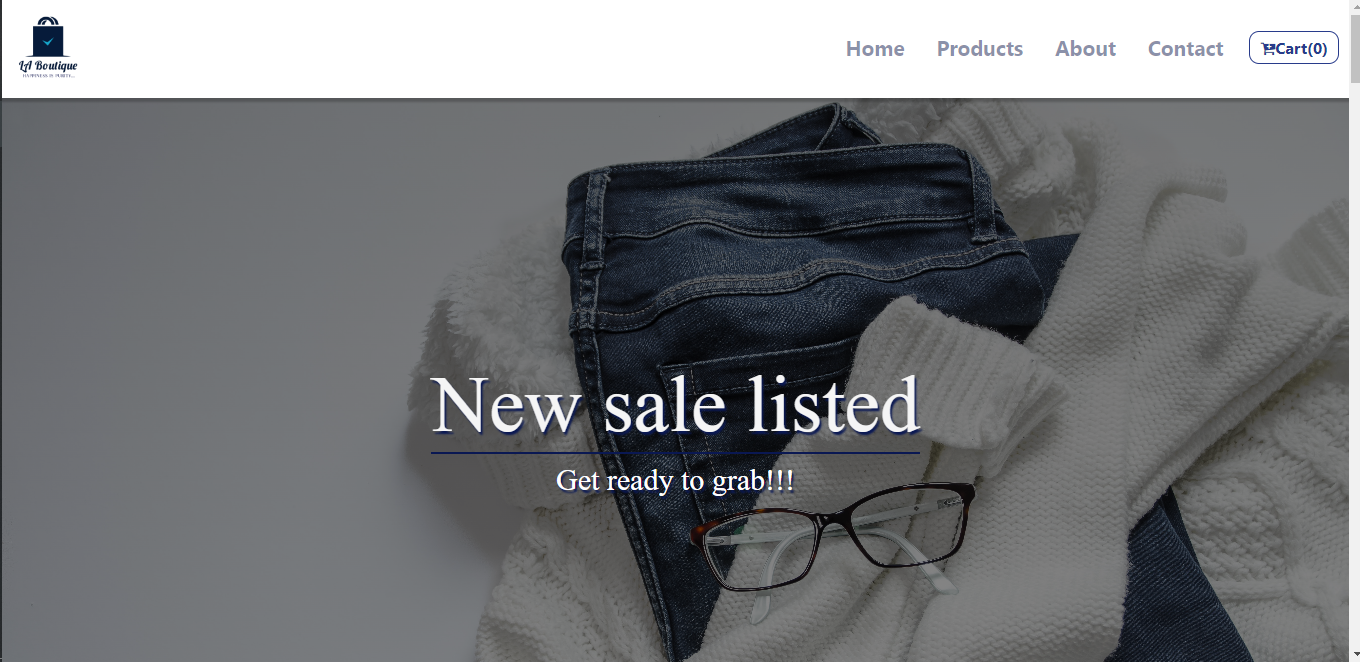 LA Boutique
HAPPINESS IS PURITY...
Home
Products
About
Contact
Cart(0)
New sale listed
Get ready to grab!!!